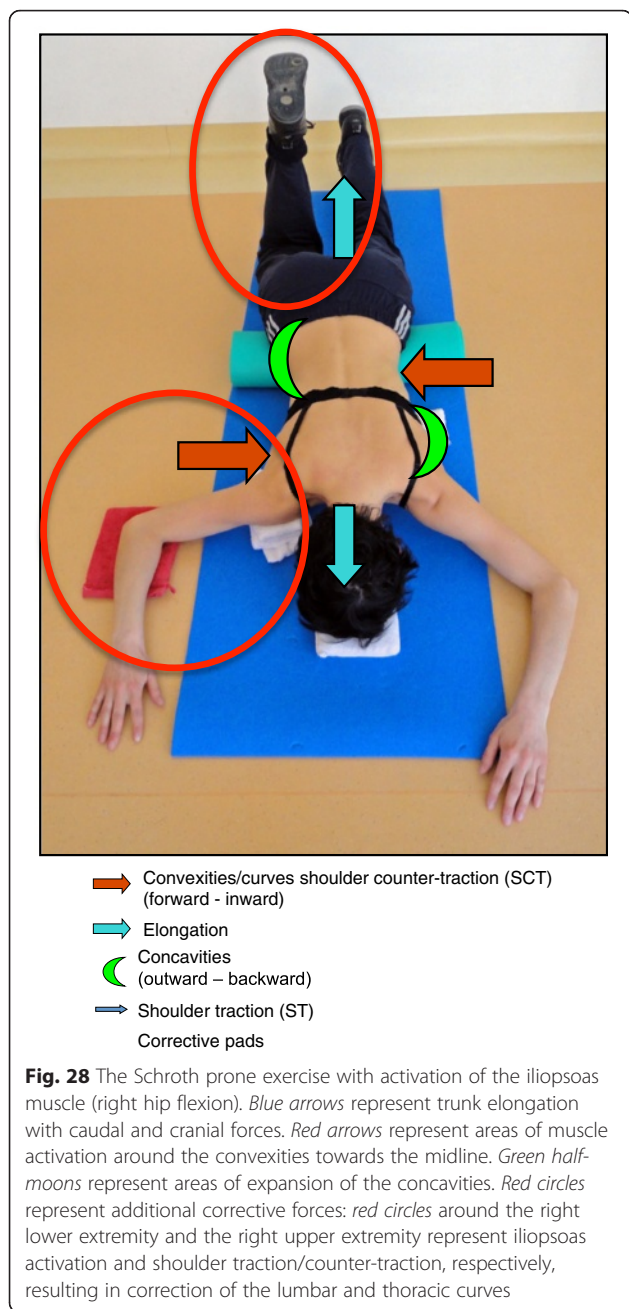 Convexities/curves shoulder counter-traction (SCT)
(forward - inward)
Elongation
Concavities
(outward – backward)
Shoulder traction (ST)
Corrective pads
Fig. 28 The Schroth prone exercise with activation of the iliopsoas
muscle (right hip flexion). Blue arrows represent trunk elongation
with caudal and cranial forces. Red arrows represent areas of muscle
activation around the convexities towards the midline. Green half-
moons represent areas of expansion of the concavities. Red circles
represent additional corrective forces: red circles around the right
lower extremity and the right upper extremity represent iliopsoas
activation and shoulder traction/counter-traction, respectively,
resulting in correction of the lumbar and thoracic curves